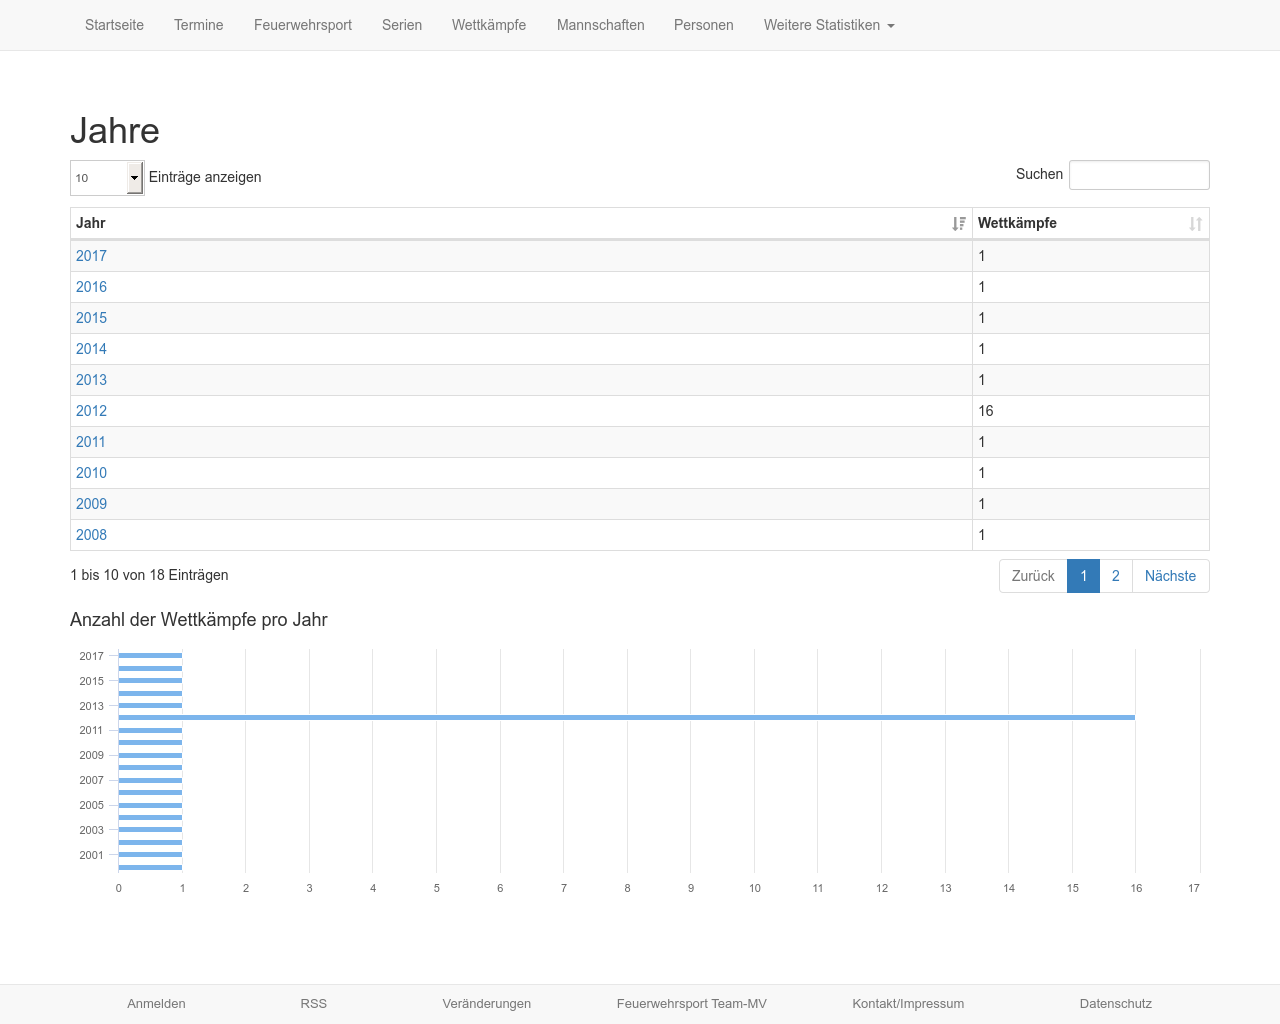 Startseite Termine Feuerwehrsport Serien Wettkämpfe Mannschaften Personen Weitere Statistiken
Jahre
10 Einträge anzeigen Suchen
Jahr Wettkämpfe
2017 1
2016 1
2015 1
2014 1
2013 1
2012 16
2011 1
2010 1
2009 1
2008 1
1 bis 10 von 18 Einträgen Zurück 1 2 Nächste
Anzahl der Wettkämpfe pro Jahr
2017
2015
2013
2011
2009
2007
2005
2003
2001
0 1 2 3 4 5 6 7 8 9 10 11 12 13 14 15 16 17
Anmelden RSS Veränderungen Feuerwehrsport Team-MV Kontakt/Impressum Datenschutz